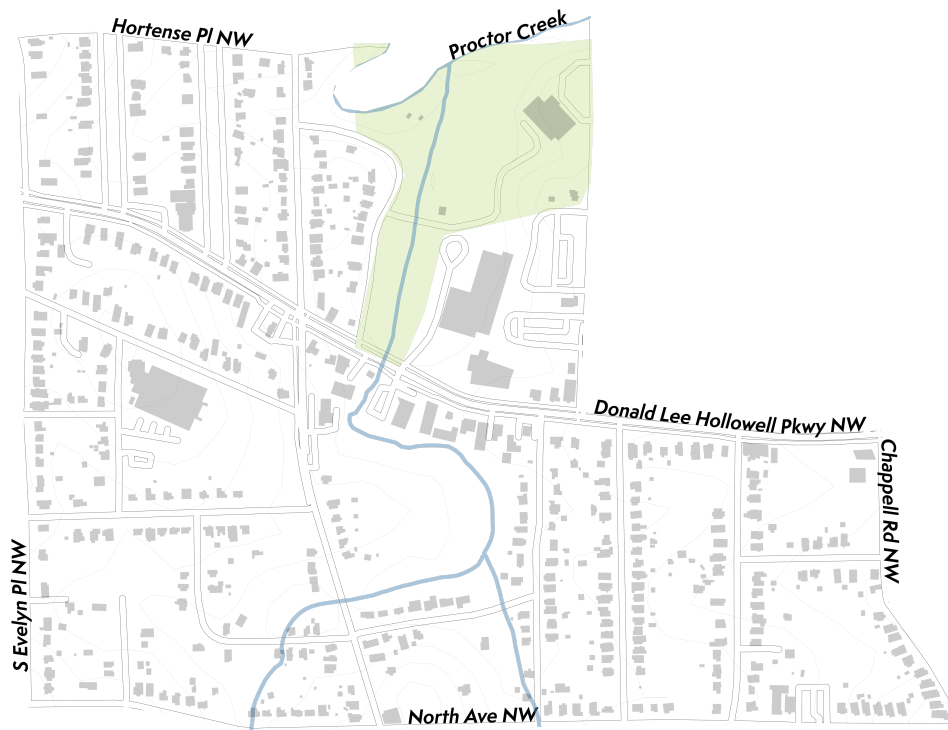 Hortense Pl NW
Proctor Creek
Donald Lee Hollowell Pkwy NW
Chappell Rd NW
S Evelyn Pl NW
North Ave NW